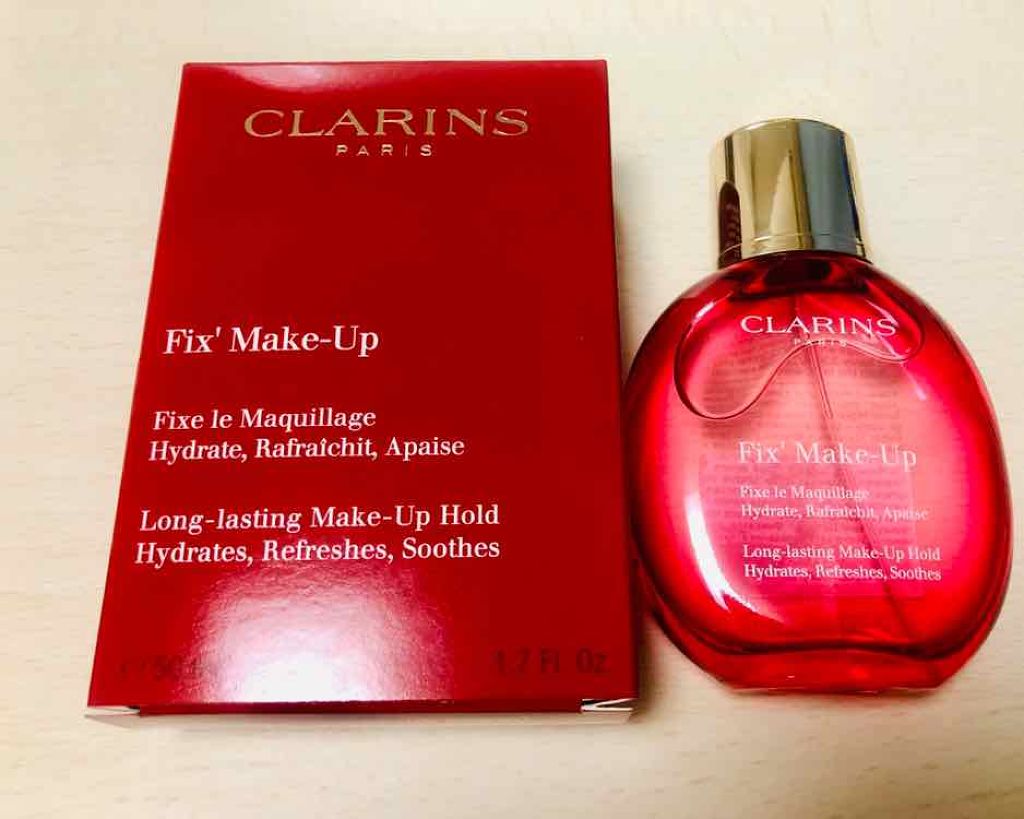 CLARINS
PARIS
Fix' Make-Up
Fixe le Maquillage
Hydrate, Rafraîchit, Apaise
Long-lasting Make-Up Hold
Hydrates, Refreshes, Soothes
1.7 Fl. Oz
CLARINS
PARIS
Fix' Make-Up
Fixe le Maquillage
Hydrate, Rafraîchit, Apaise
Long-lasting Make-Up Hold
Hydrates, Refreshes, Soothes